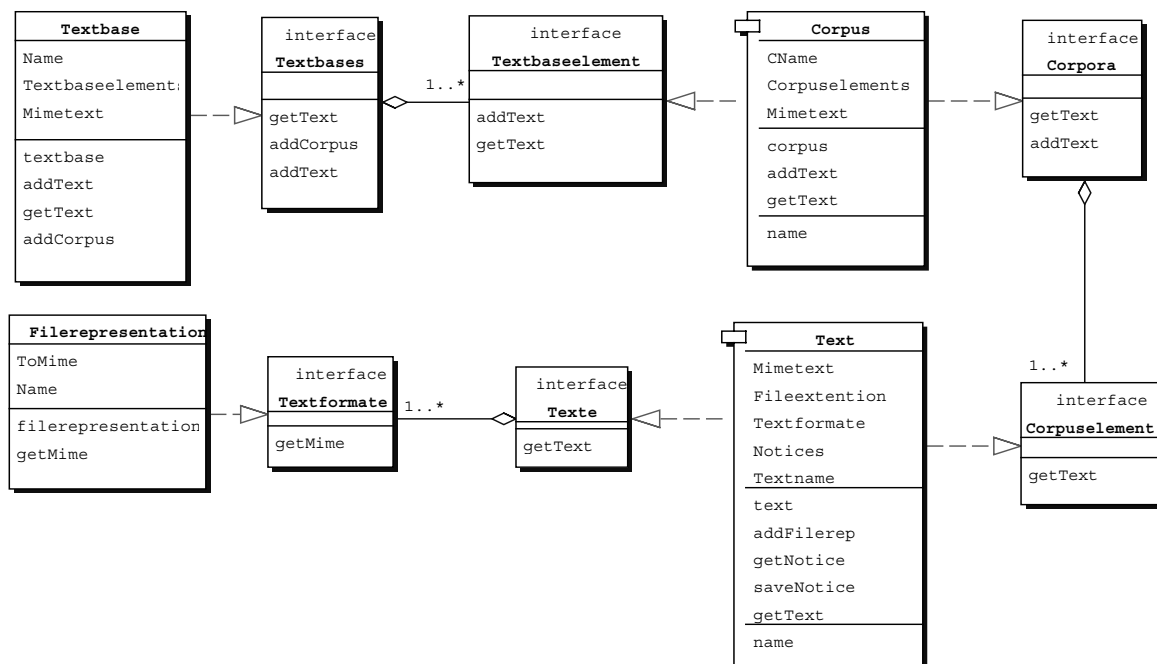 Textbase
Name
Textbaseelements
Mimetext
textbase
addText
getText
addCorpus
interface
Textbases
getText
addCorpus
addText
1..*
interface
Textbaseelement
addText
getText
Corpus
CName
Corpuselements
Mimetext
corpus
addText
getText
name
interface
Corpora
getText
addText
Filerepresentation
ToMime
Name
filerepresentation
getMime
interface
Textformate
getMime
1..*
interface
Texte
getText
Text
Mimetext
Fileextention
Textformate
Notices
Textname
text
addFilerep
getNotice
saveNotice
getText
name
1..*
interface
Corpuselement
getText